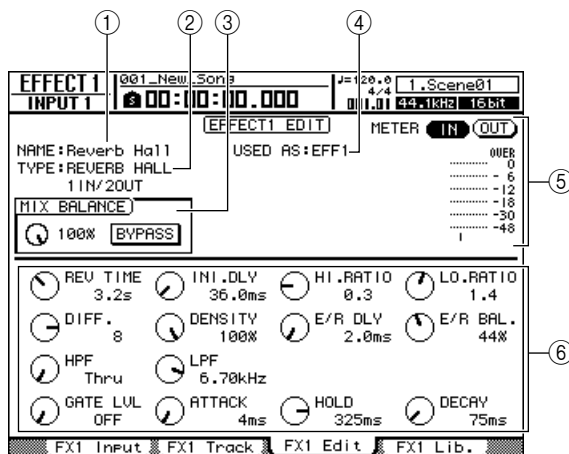 ① ② ③ ④
EFFECT 1 001_New_Song ♩=120.0 4/4 1.Scene01
INPUT 1 S 00:00:00.000 001.01 44.1kHz 16bit
EFFECT1 EDIT METER IN OUT
NAME:Reverb Hall USED AS:EFF1
TYPE:REVERB HALL
1IN/2OUT
OVER
0
- 6
-12
-18
-30
-48
⑤
MIX BALANCE
100% BYPASS
REV TIME INI.DLY HI.RATIO LO.RATIO
3.2s 36.0ms 0.3 1.4
DIFF. DENSITY E/R DLY E/R BAL.
8 100% 2.0ms 44%
HPF LPF
Thru 6.70kHz
GATE LVL ATTACK HOLD DECAY
OFF 4ms 325ms 75ms
⑥
FX1 Input FX1 Track FX1 Edit FX1 Lib.